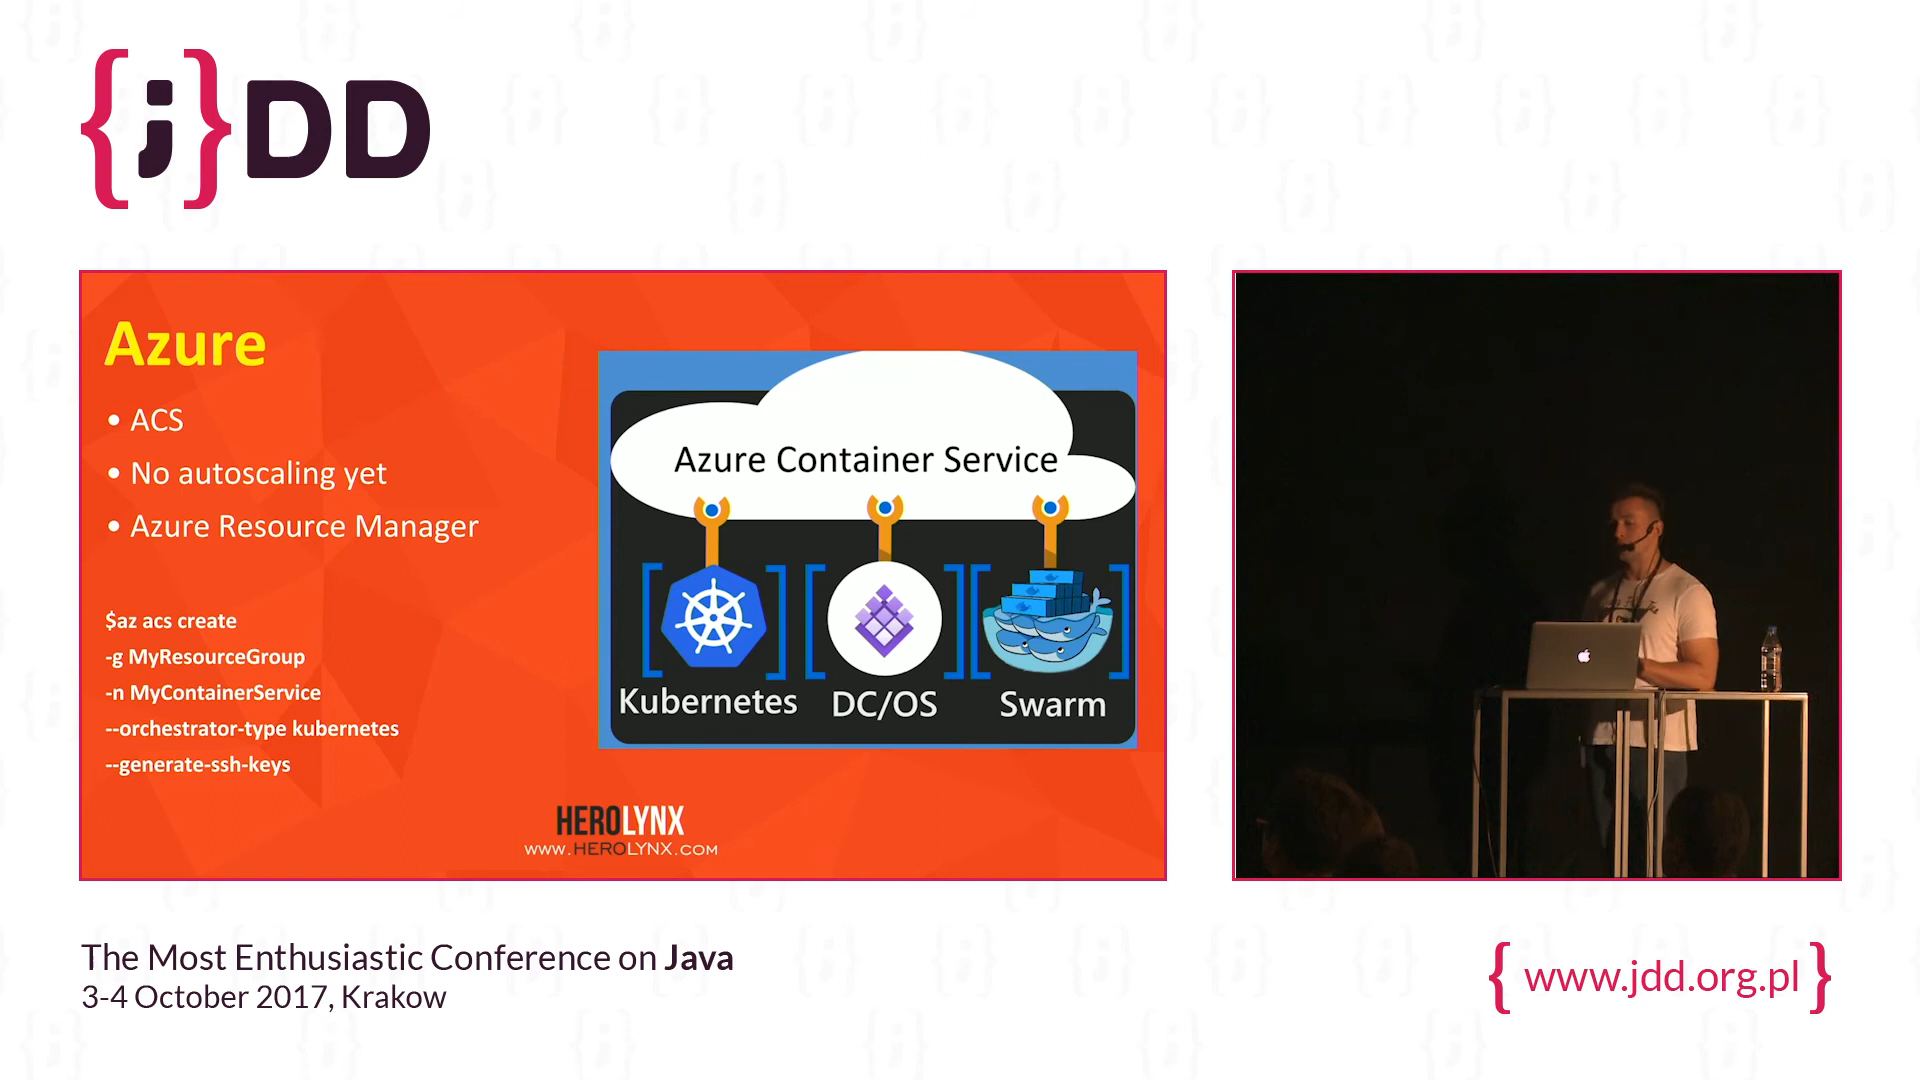 {;}DD
Azure
• ACS
• No autoscaling yet
• Azure Resource Manager
$az acs create
-g MyResourceGroup
-n MyContainerService
--orchestrator-type kubernetes
--generate-ssh-keys
Azure Container Service
Kubernetes
DC/OS
Swarm
HEROLYNX
WWW.HEROLYNX.COM
The Most Enthusiastic Conference on Java
3-4 October 2017, Krakow
{ www.jdd.org.pl }